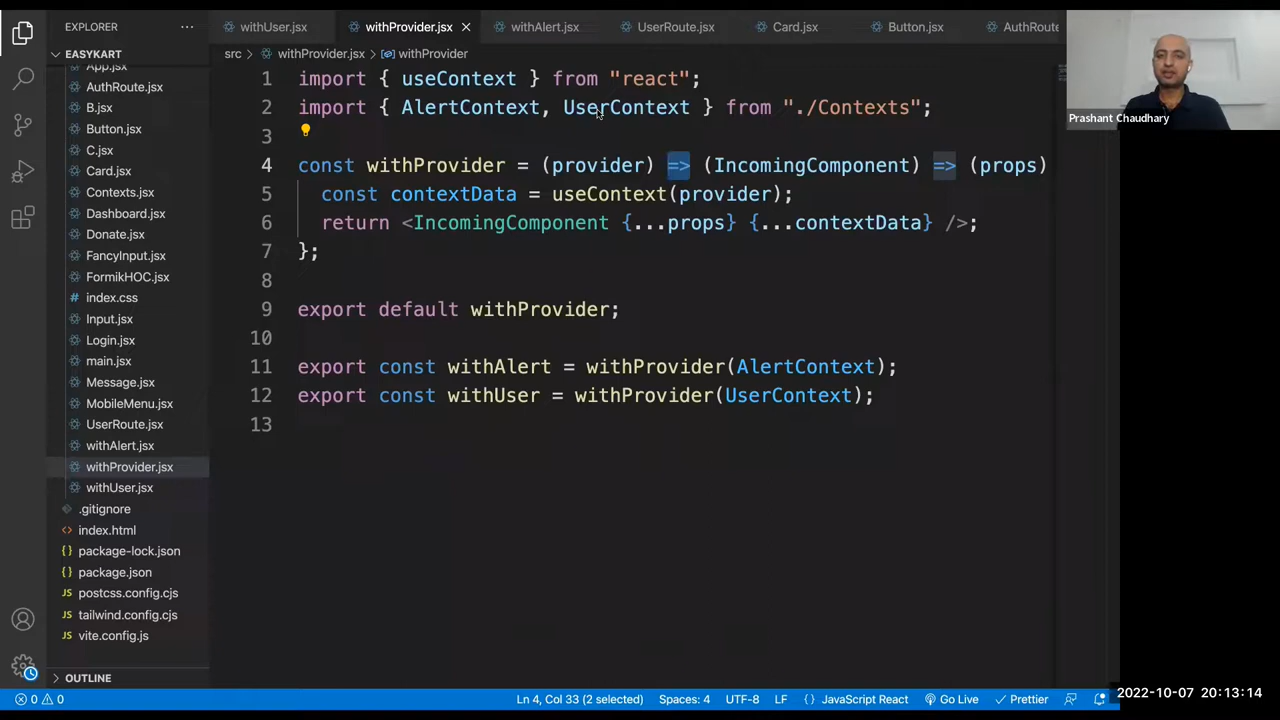 EXPLORER
withUser.jsx
withProvider.jsx
withAlert.jsx
UserRoute.jsx
Card.jsx
Button.jsx
AuthRoute
EASYKART
src > withProvider.jsx > withProvider
App.jsx
AuthRoute.jsx
B.jsx
Button.jsx
C.jsx
Card.jsx
Contexts.jsx
Dashboard.jsx
Donate.jsx
FancyInput.jsx
FormikHOC.jsx
# index.css
Input.jsx
Login.jsx
main.jsx
Message.jsx
MobileMenu.jsx
UserRoute.jsx
withAlert.jsx
withProvider.jsx
withUser.jsx
.gitignore
<> index.html
{} package-lock.json
{} package.json
JS postcss.config.cjs
JS tailwind.config.cjs
JS vite.config.js
OUTLINE
1 import { useContext } from "react";
2 import { AlertContext, UserContext } from "./Contexts";
3
4 const withProvider = (provider) => (IncomingComponent) => (props)
5 const contextData = useContext(provider);
6 return <IncomingComponent {...props} {...contextData} />;
7 };
8
9 export default withProvider;
10
11 export const withAlert = withProvider(AlertContext);
12 export const withUser = withProvider(UserContext);
13
Prashant Chaudhary
0 0
Ln 4, Col 33 (2 selected)
Spaces: 4
UTF-8
LF
{} JavaScript React
Go Live
Prettier
2022-10-07 20:13:14